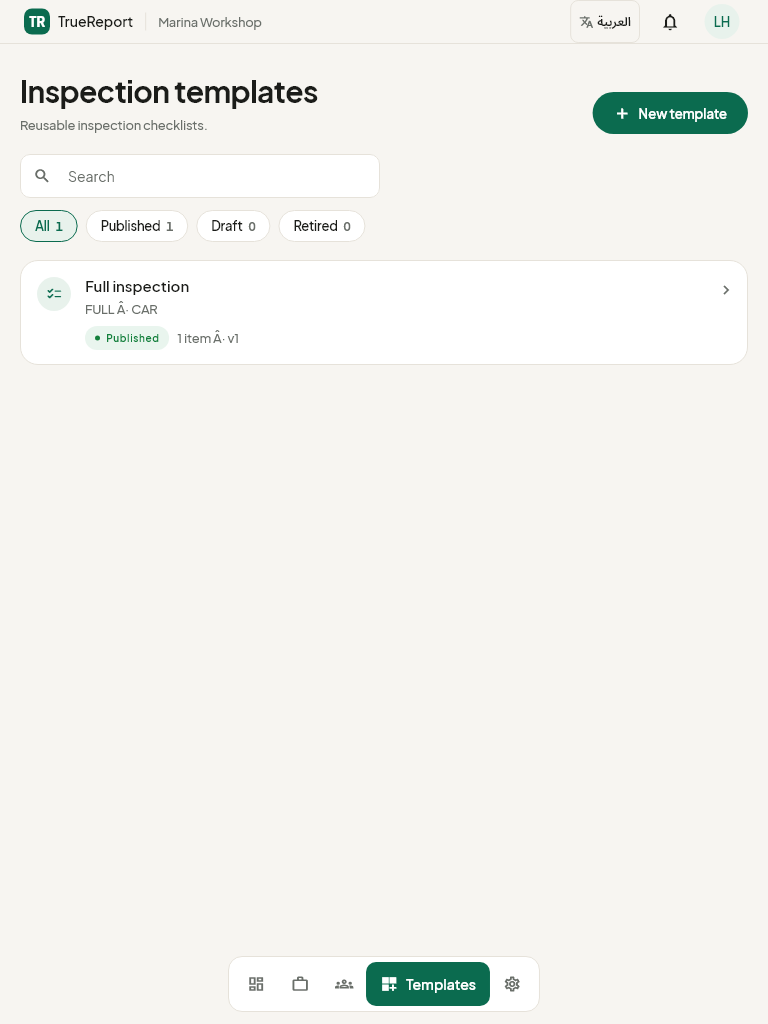 TR TrueReport Marina Workshop العربية LH
Inspection templates
Reusable inspection checklists.
New template
Search
All 1 Published 1 Draft 0 Retired 0
Full inspection
FULL Â· CAR
Published 1 item Â· v1
Templates